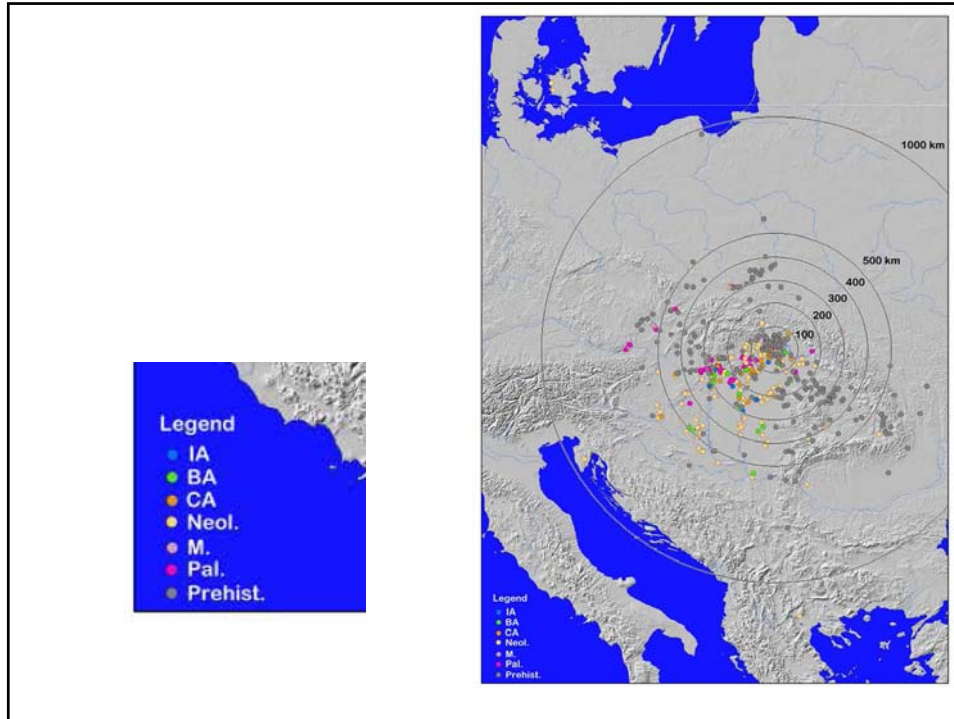 Legend
IA
BA
CA
Neol.
M.
Pal.
Prehist.
1000 km
500 km
400
300
200
100
Legend
IA
BA
CA
Neol.
M.
Pal.
Prehist.